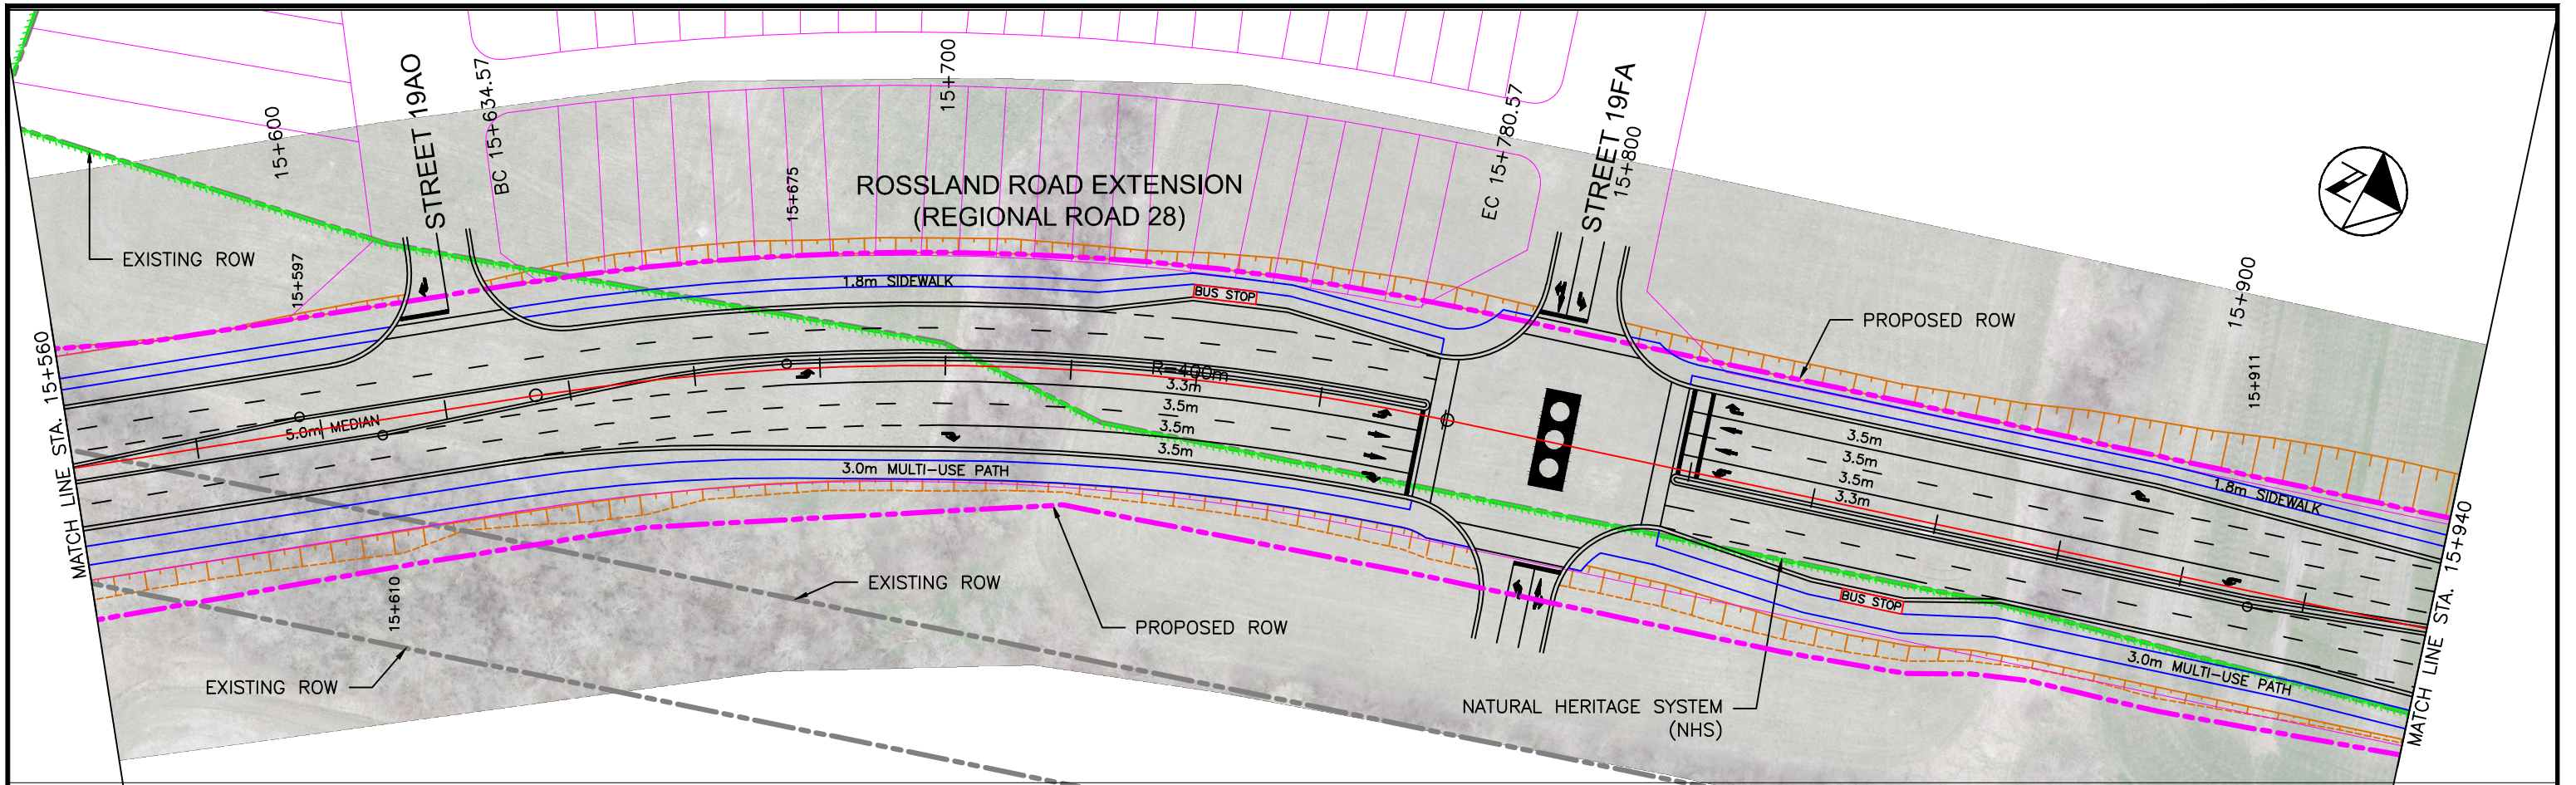 15+600
STREET 19AO
BC 15+634.57
15+700
EC 15+780.57
STREET 19FA
15+800
N
15+675
ROSSLAND ROAD EXTENSION
(REGIONAL ROAD 28)
EXISTING ROW
15+597
1.8m SIDEWALK
BUS STOP
PROPOSED ROW
15+900
15+911
MATCH LINE STA. 15+560
5.0m MEDIAN
R=400m
3.3m
3.5m
3.5m
3.5m
3.0m MULTI-USE PATH
3.5m
3.5m
3.5m
3.3m
1.8m SIDEWALK
15+610
EXISTING ROW
PROPOSED ROW
BUS STOP
3.0m MULTI-USE PATH
MATCH LINE STA. 15+940
EXISTING ROW
NATURAL HERITAGE SYSTEM
(NHS)